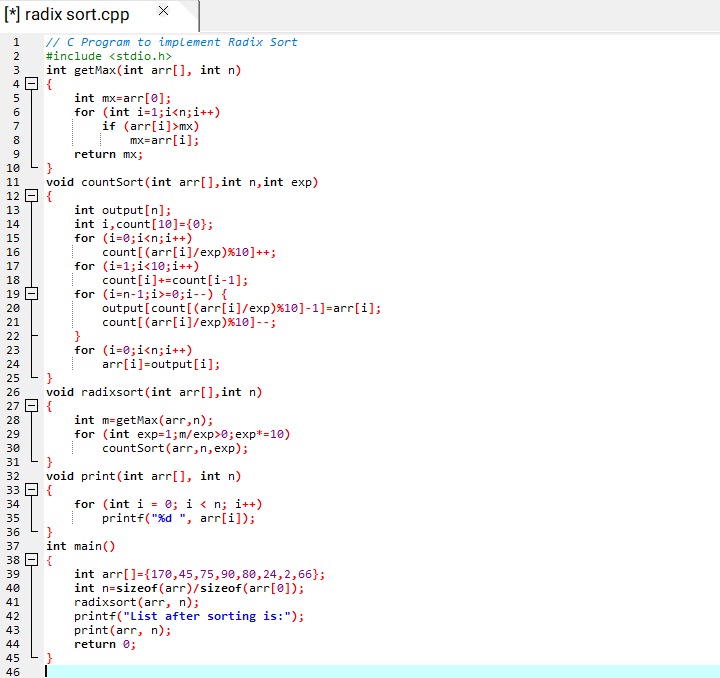 [*] radix sort.cpp ×
1 // C Program to implement Radix Sort
2 #include <stdio.h>
3 int getMax(int arr[], int n)
4 {
5 int mx=arr[0];
6 for (int i=1;i<n;i++)
7 if (arr[i]>mx)
8 mx=arr[i];
9 return mx;
10 }
11 void countSort(int arr[],int n,int exp)
12 {
13 int output[n];
14 int i,count[10]={0};
15 for (i=0;i<n;i++)
16 count[(arr[i]/exp)%10]++;
17 for (i=1;i<10;i++)
18 count[i]+=count[i-1];
19 for (i=n-1;i>=0;i--) {
20 output[count[(arr[i]/exp)%10]-1]=arr[i];
21 count[(arr[i]/exp)%10]--;
22 }
23 for (i=0;i<n;i++)
24 arr[i]=output[i];
25 }
26 void radixsort(int arr[],int n)
27 {
28 int m=getMax(arr,n);
29 for (int exp=1;m/exp>0;exp*=10)
30 countSort(arr,n,exp);
31 }
32 void print(int arr[], int n)
33 {
34 for (int i = 0; i < n; i++)
35 printf("%d ", arr[i]);
36 }
37 int main()
38 {
39 int arr[]={170,45,75,90,80,24,2,66};
40 int n=sizeof(arr)/sizeof(arr[0]);
41 radixsort(arr, n);
42 printf("List after sorting is:");
43 print(arr, n);
44 return 0;
45 }
46